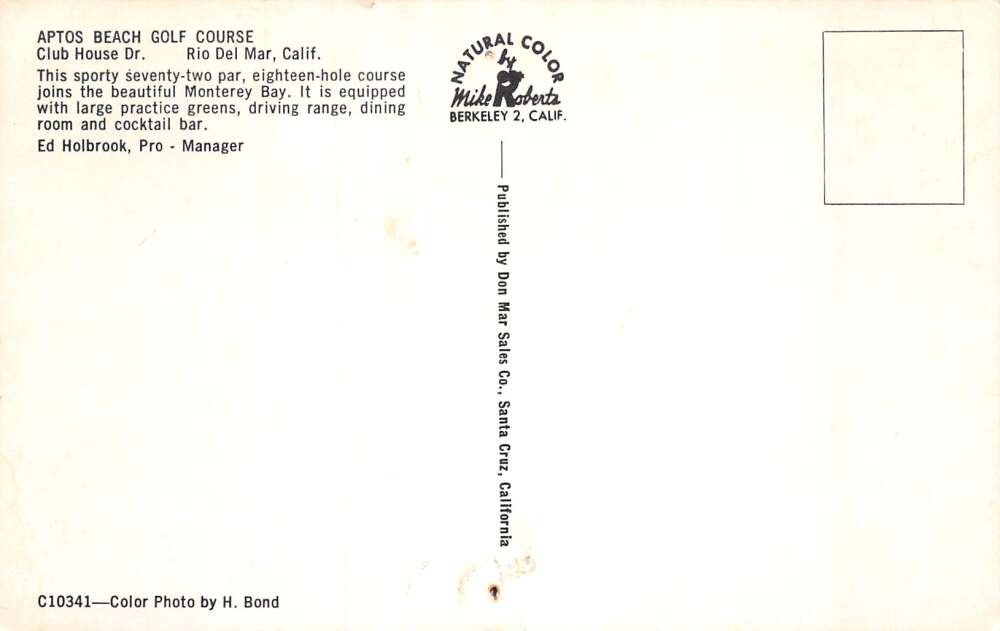 APTOS BEACH GOLF COURSE
Club House Dr. Rio Del Mar, Calif.
This sporty seventy-two par, eighteen-hole course
joins the beautiful Monterey Bay. It is equipped
with large practice greens, driving range, dining
room and cocktail bar.
Ed Holbrook, Pro - Manager
NATURAL COLOR
by
Mike Roberts
BERKELEY 2, CALIF.
Published by Don Mar Sales Co., Santa Cruz, California
C10341—Color Photo by H. Bond